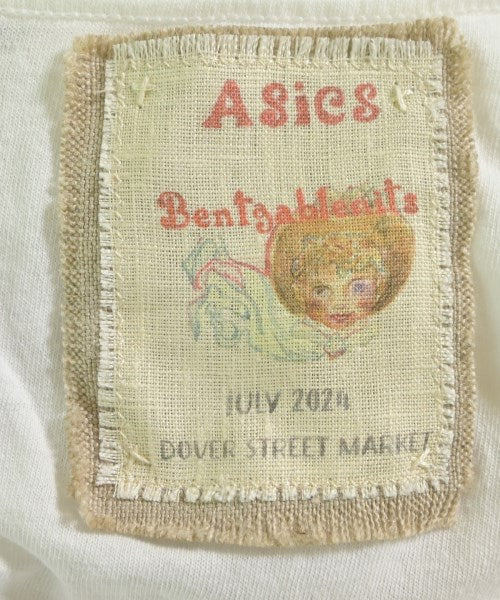 ASiCS
Bentgablenits
JULY 2024
DOVER STREET MARKET